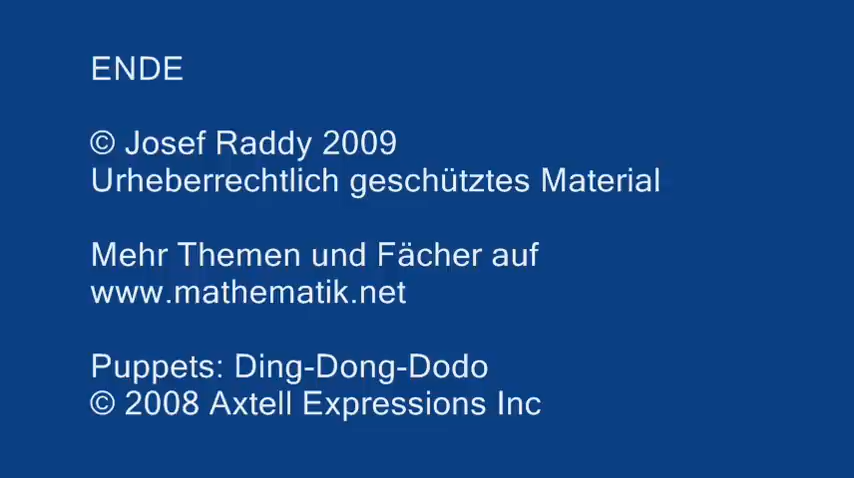 ENDE
© Josef Raddy 2009
Urheberrechtlich geschütztes Material
Mehr Themen und Fächer auf
www.mathematik.net
Puppets: Ding-Dong-Dodo
© 2008 Axtell Expressions Inc